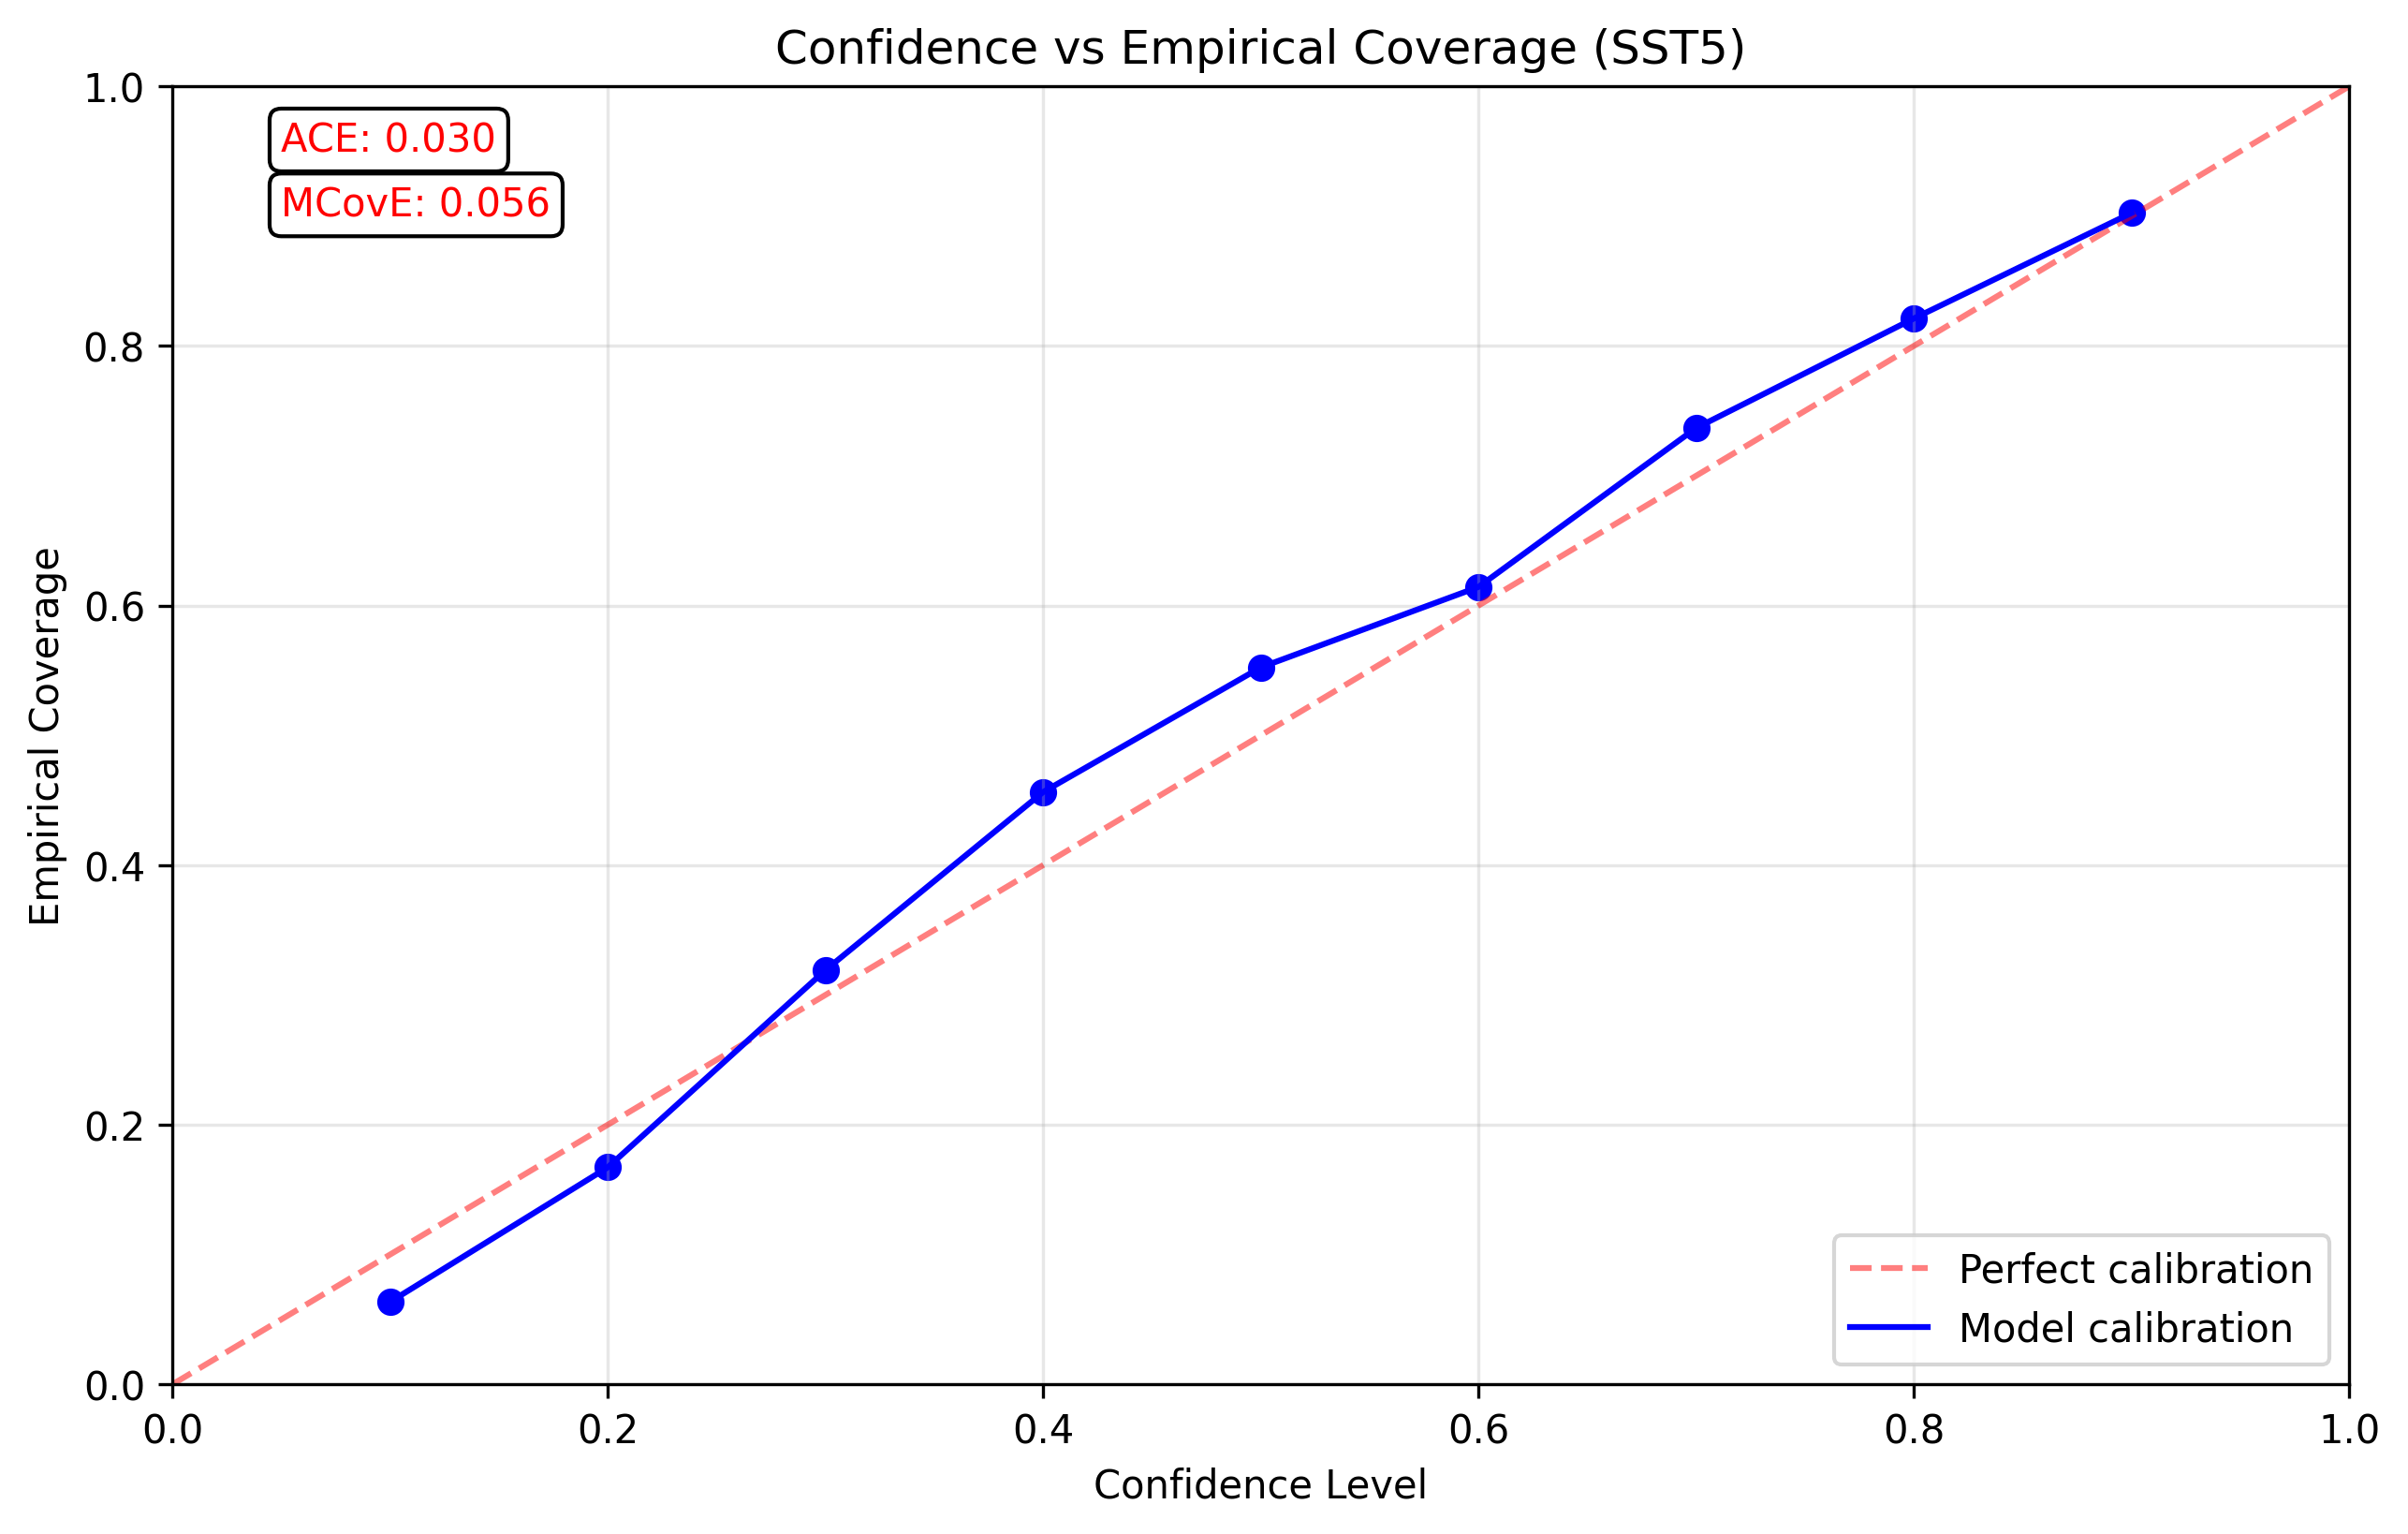 Confidence vs Empirical Coverage (SST5)
ACE: 0.030
MCovE: 0.056
Empirical Coverage
1.0
0.8
0.6
0.4
0.2
0.0
0.0 0.2 0.4 0.6 0.8 1.0
Confidence Level
Perfect calibration
Model calibration